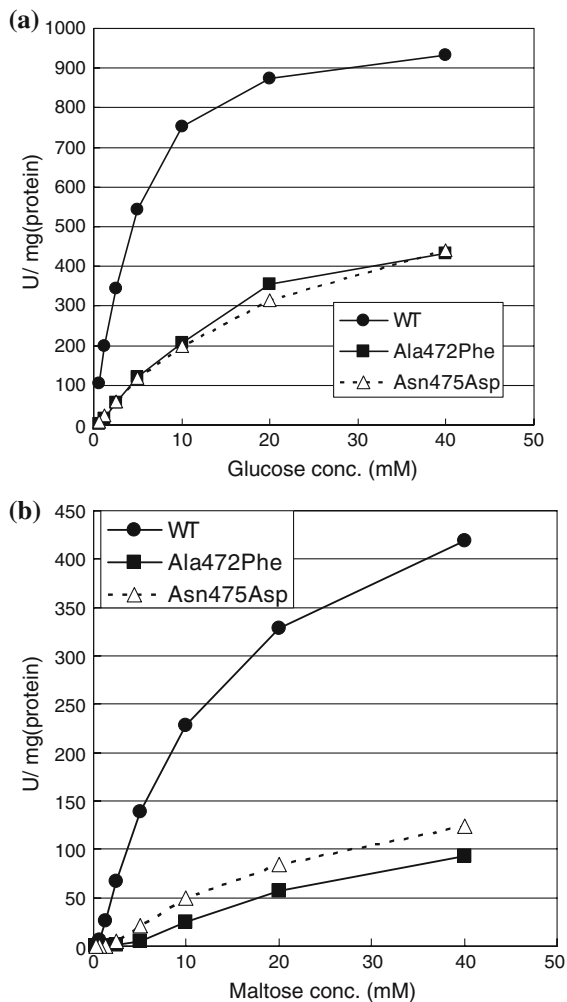 (a)
1000
900
800
700
600
500
400
300
200
100
0
U/ mg(protein)
WT
Ala472Phe
Asn475Asp
0 10 20 30 40 50
Glucose conc. (mM)
(b)
450
400
350
300
250
200
150
100
50
0
U/ mg(protein)
WT
Ala472Phe
Asn475Asp
0 10 20 30 40 50
Maltose conc. (mM)